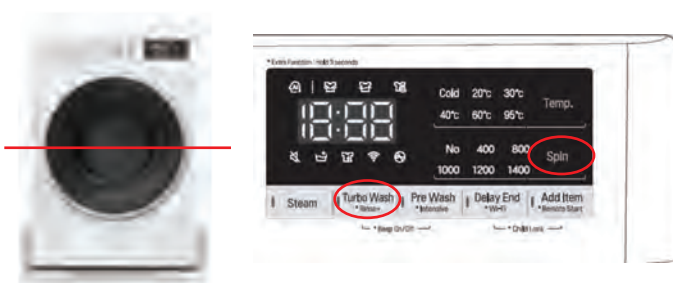 * Extra Function : Hold 3 seconds
18:88
Cold 20°c 30°c
40°c 60°c 95°c
Temp.
No 400 800
1000 1200 1400
Spin
Steam
Turbo Wash
* Rinse+
Pre Wash
* Intensive
Delay End
* Wi-Fi
Add Item
* Remote Start
* Beep On/Off
* Child Lock